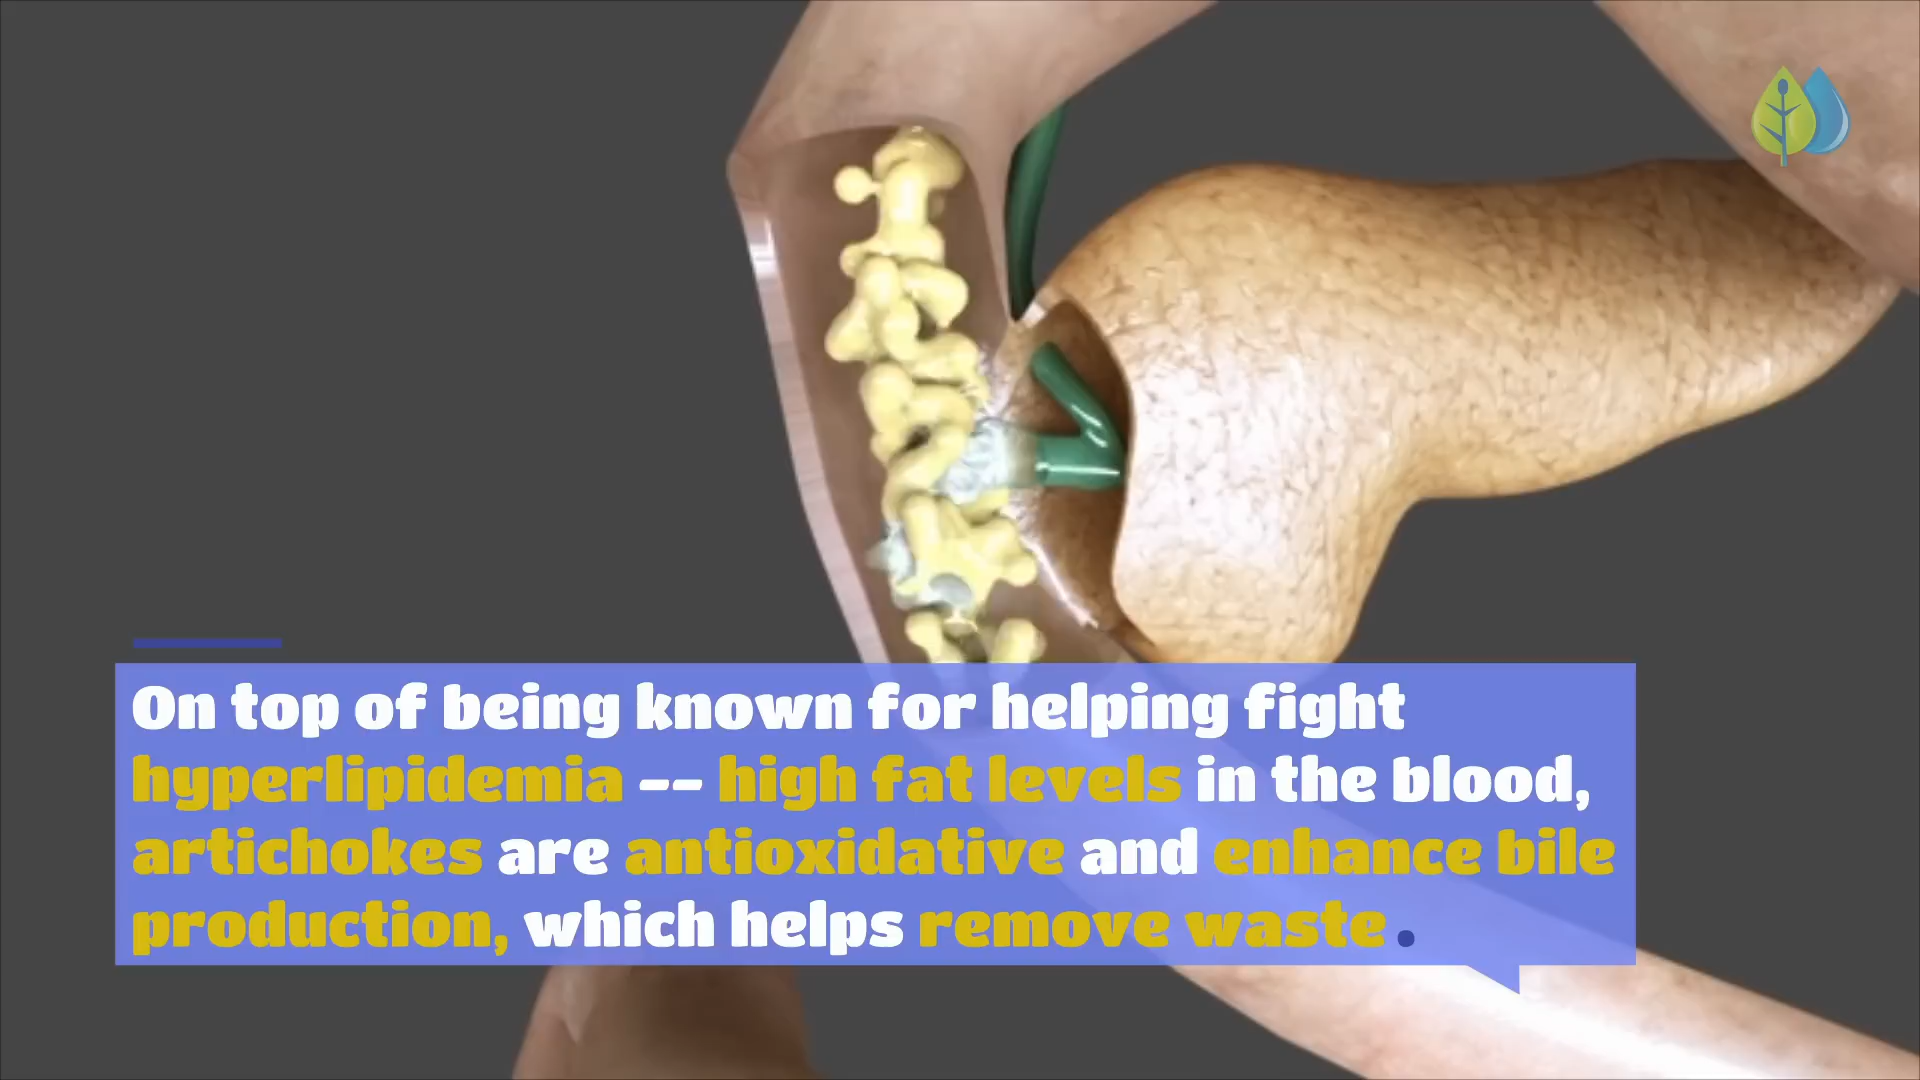 On top of being known for helping fight
hyperlipidemia -- high fat levels in the blood,
artichokes are antioxidative and enhance bile
production, which helps remove waste.